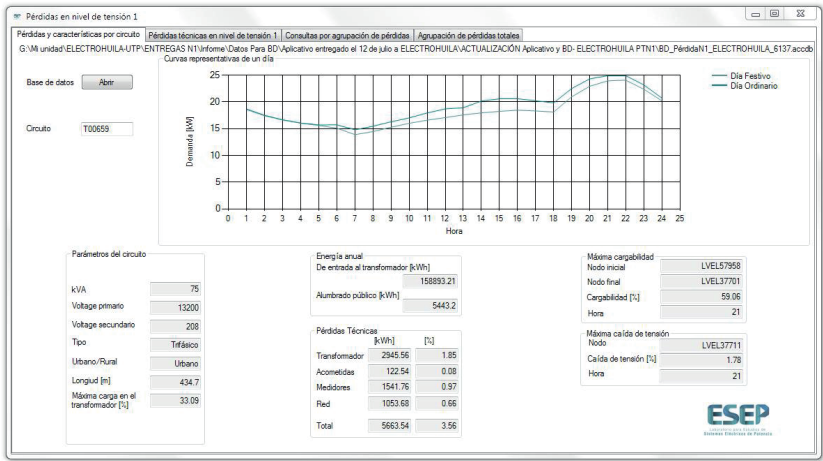 Pérdidas en nivel de tensión 1
Pérdidas y características por circuito Pérdidas técnicas en nivel de tensión 1 Consultas por agrupación de pérdidas Agrupación de pérdidas totales
G:\Mi unidad\ELECTROHUILA-UTP\ENTREGAS N1\Informe\Datos Para BD\Aplicativo entregado el 12 de julio a ELECTROHUILA\ACTUALIZACIÓN Aplicativo y BD- ELECTROHUILA PTN1\BD_PérdidaN1_ELECTROHUILA_6137.accdb
Base de datos Abrir
Circuito T00659
Curvas representativas de un día
Demanda [kW]
25
20
15
10
5
0
0 1 2 3 4 5 6 7 8 9 10 11 12 13 14 15 16 17 18 19 20 21 22 23 24 25
Hora
Día Festivo
Día Ordinario
Parámetros del circuito
kVA 75
Voltage primario 13200
Voltage secundario 208
Tipo Trifásico
Urbano/Rural Urbano
Longiud [m] 434.7
Máxima carga en el
transformador [%] 33.09
Energía anual
De entrada al transformador [kWh]
158893.21
Alumbrado público [kWh]
5443.2
Pérdidas Técnicas
[kWh] [%]
Transformador 2945.56 1.85
Acometidas 122.54 0.08
Medidores 1541.76 0.97
Red 1053.68 0.66
Total 5663.54 3.56
Máxima cargabilidad
Nodo inicial LVEL57958
Nodo final LVEL37701
Cargabilidad [%] 59.06
Hora 21
Máxima caída de tensión
Nodo LVEL37711
Caída de tensión [%] 1.78
Hora 21
ESEP
Laboratorio para Estudios de
Sistemas Eléctricos de Potencia